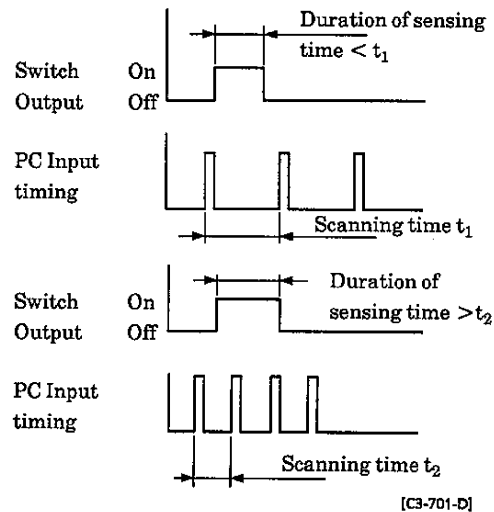 Duration of sensing
time < t₁
Switch On
Output Off
PC Input
timing
Scanning time t₁
Switch On
Output Off
Duration of
sensing time >t₂
PC Input
timing
Scanning time t₂
[C3-701-D]